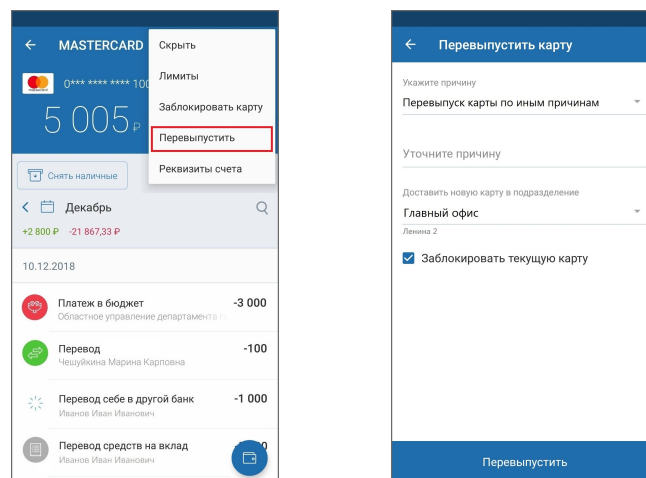 MASTERCARD
Скрыть
Лимиты
Заблокировать карту
Перевыпустить
Реквизиты счета
0*** **** **** 100
5 005₽
Снять наличные
Декабрь
+2 800 ₽ -21 867,33 ₽
10.12.2018
Платеж в бюджет -3 000
Областное управление департамента
Перевод -100
Чешуйкина Марина Карповна
Перевод себе в другой банк -1 000
Иванов Иван Иванович
Перевод средств на вклад
Иванов Иван Иванович
Перевыпустить карту
Укажите причину
Перевыпуск карты по иным причинам
Уточните причину
Доставить новую карту в подразделение
Главный офис
Ленина 2
Заблокировать текущую карту
Перевыпустить